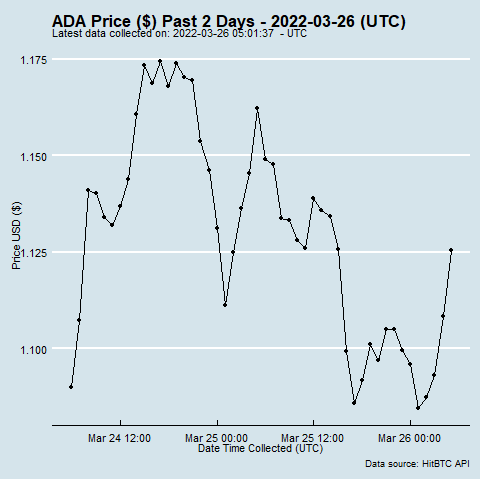 ADA Price ($) Past 2 Days - 2022-03-26 (UTC)
Latest data collected on: 2022-03-26 05:01:37 - UTC
1.175
1.150
1.125
1.100
Price USD ($)
Mar 24 12:00
Mar 25 00:00
Mar 25 12:00
Mar 26 00:00
Date Time Collected (UTC)
Data source: HitBTC API